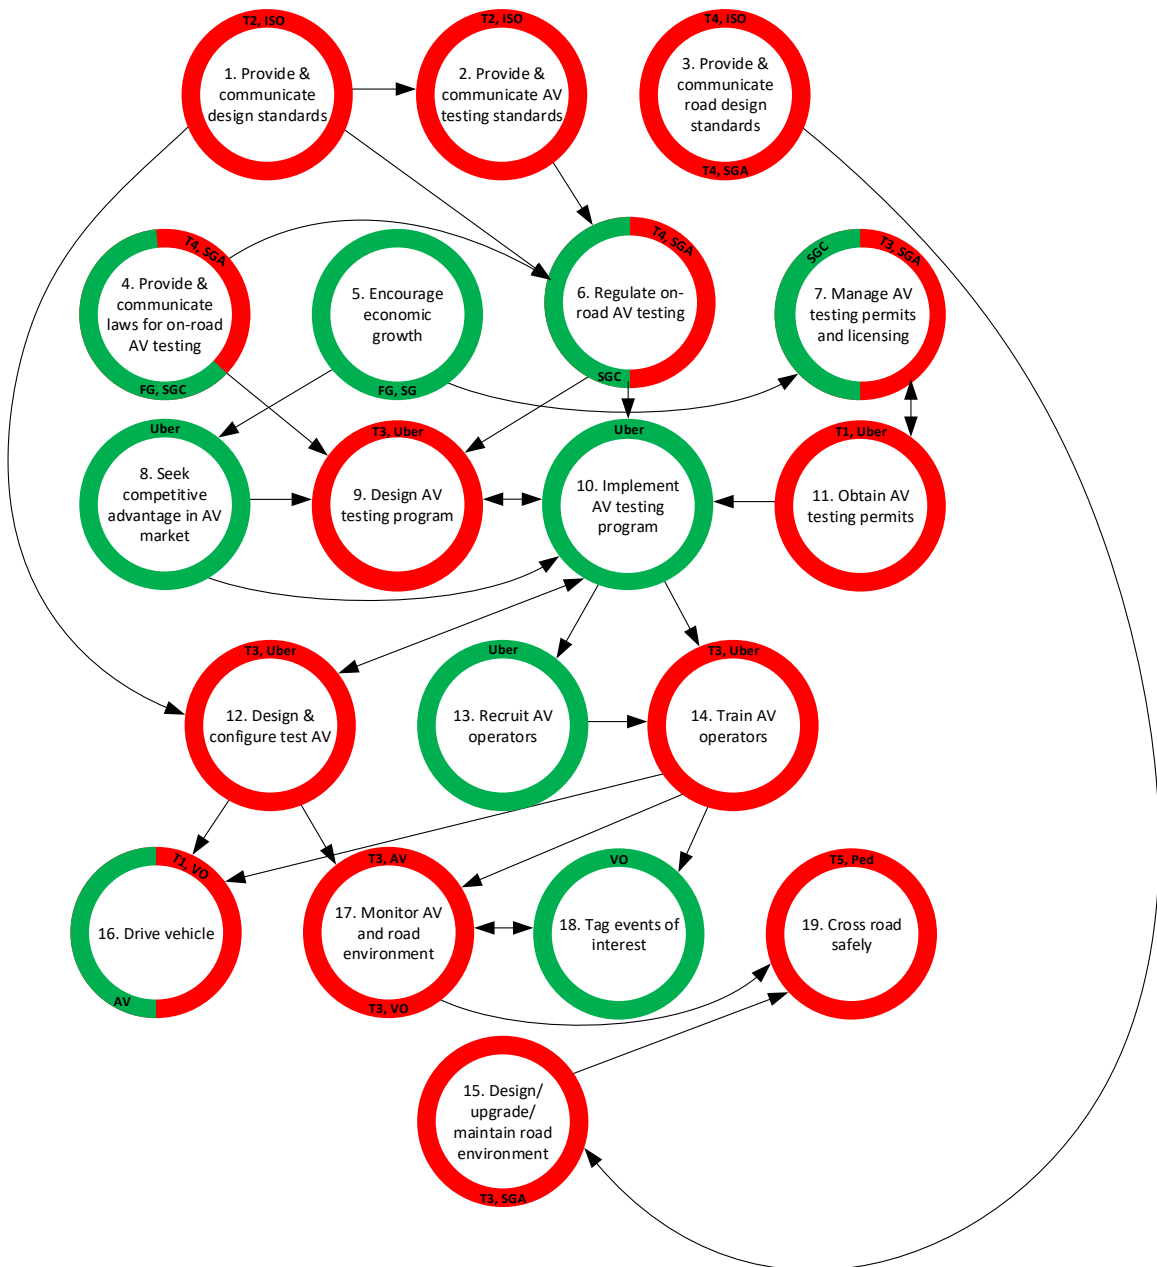 T2, ISO
1. Provide &
communicate
design standards
T2, ISO
2. Provide &
communicate AV
testing standards
T4, ISO
3. Provide &
communicate
road design
standards
T4, SGA
T4, SGA
4. Provide &
communicate
laws for on-road
AV testing
FG, SGC
5. Encourage
economic
growth
FG, SG
T4, SGA
6. Regulate on-
road AV testing
SGC
SGC
T3, SGA
7. Manage AV
testing permits
and licensing
Uber
8. Seek
competitive
advantage in AV
market
T3, Uber
9. Design AV
testing program
Uber
10. Implement
AV testing
program
T1, Uber
11. Obtain AV
testing permits
T3, Uber
12. Design &
configure test AV
Uber
13. Recruit AV
operators
T3, Uber
14. Train AV
operators
T1, VO
16. Drive vehicle
AV
T3, AV
17. Monitor AV
and road
environment
T3, VO
VO
18. Tag events of
interest
T5, Ped
19. Cross road
safely
15. Design/
upgrade/
maintain road
environment
T3, SGA